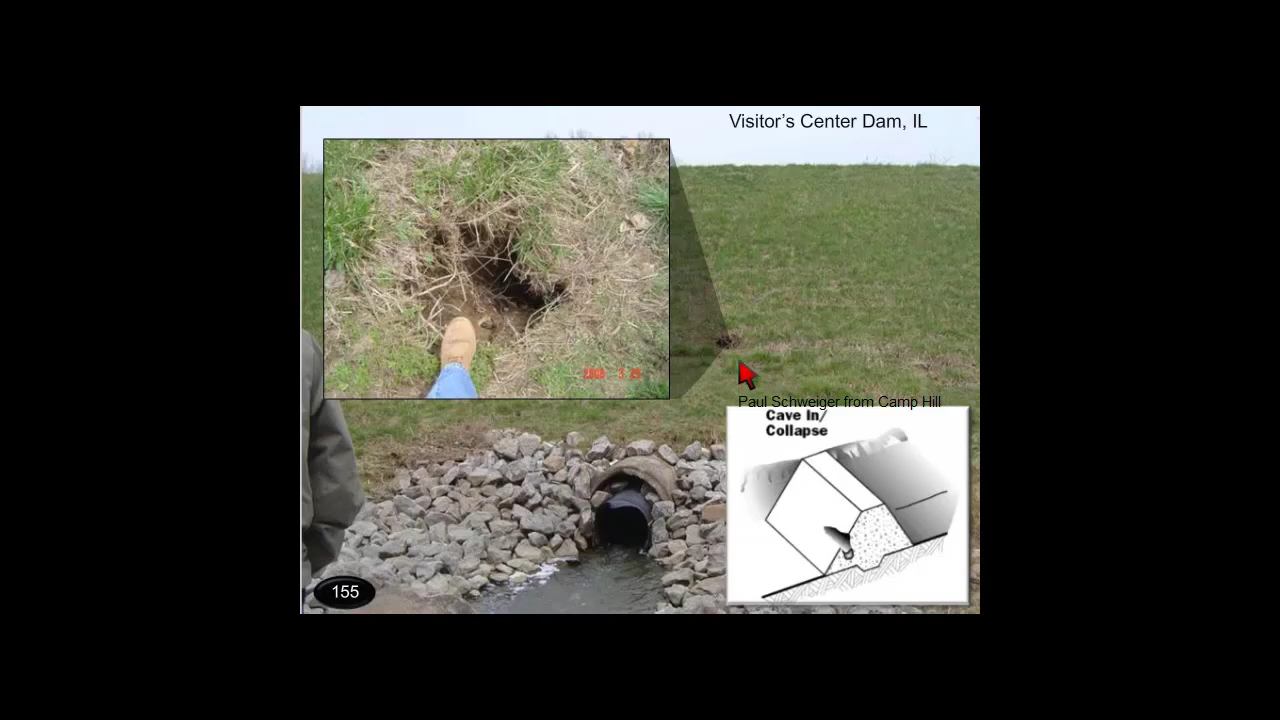 Visitor's Center Dam, IL
Paul Schweiger from Camp Hill
Cave In/
Collapse
155